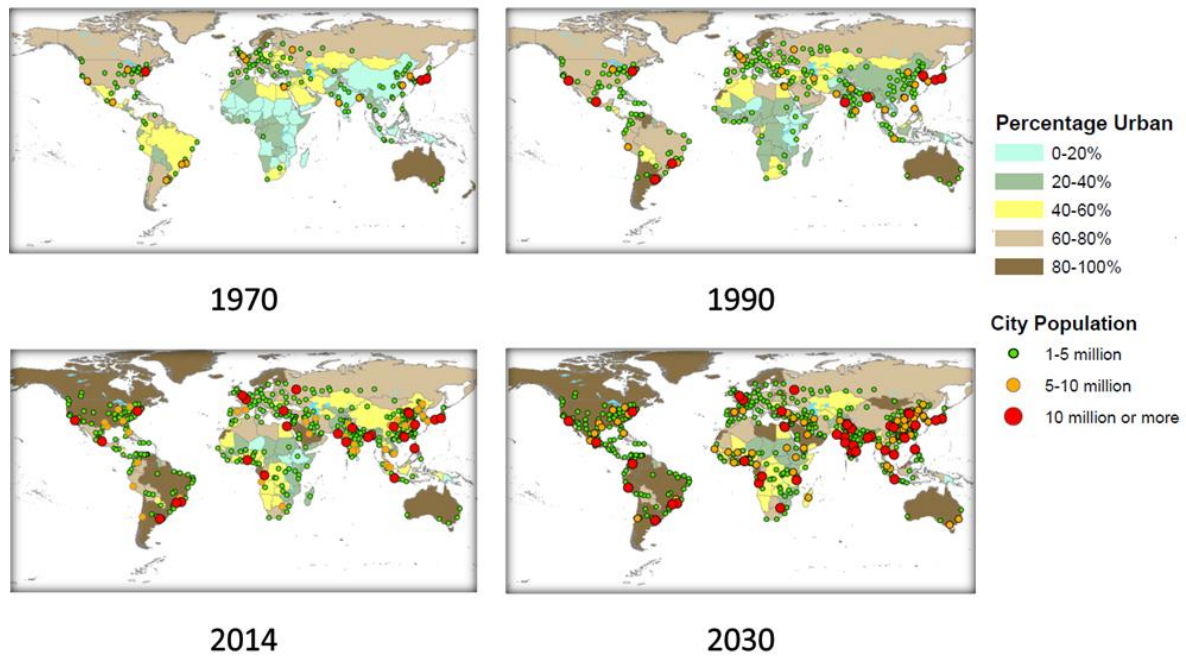 1970
1990
Percentage Urban
0-20%
20-40%
40-60%
60-80%
80-100%
City Population
1-5 million
5-10 million
10 million or more
2014
2030